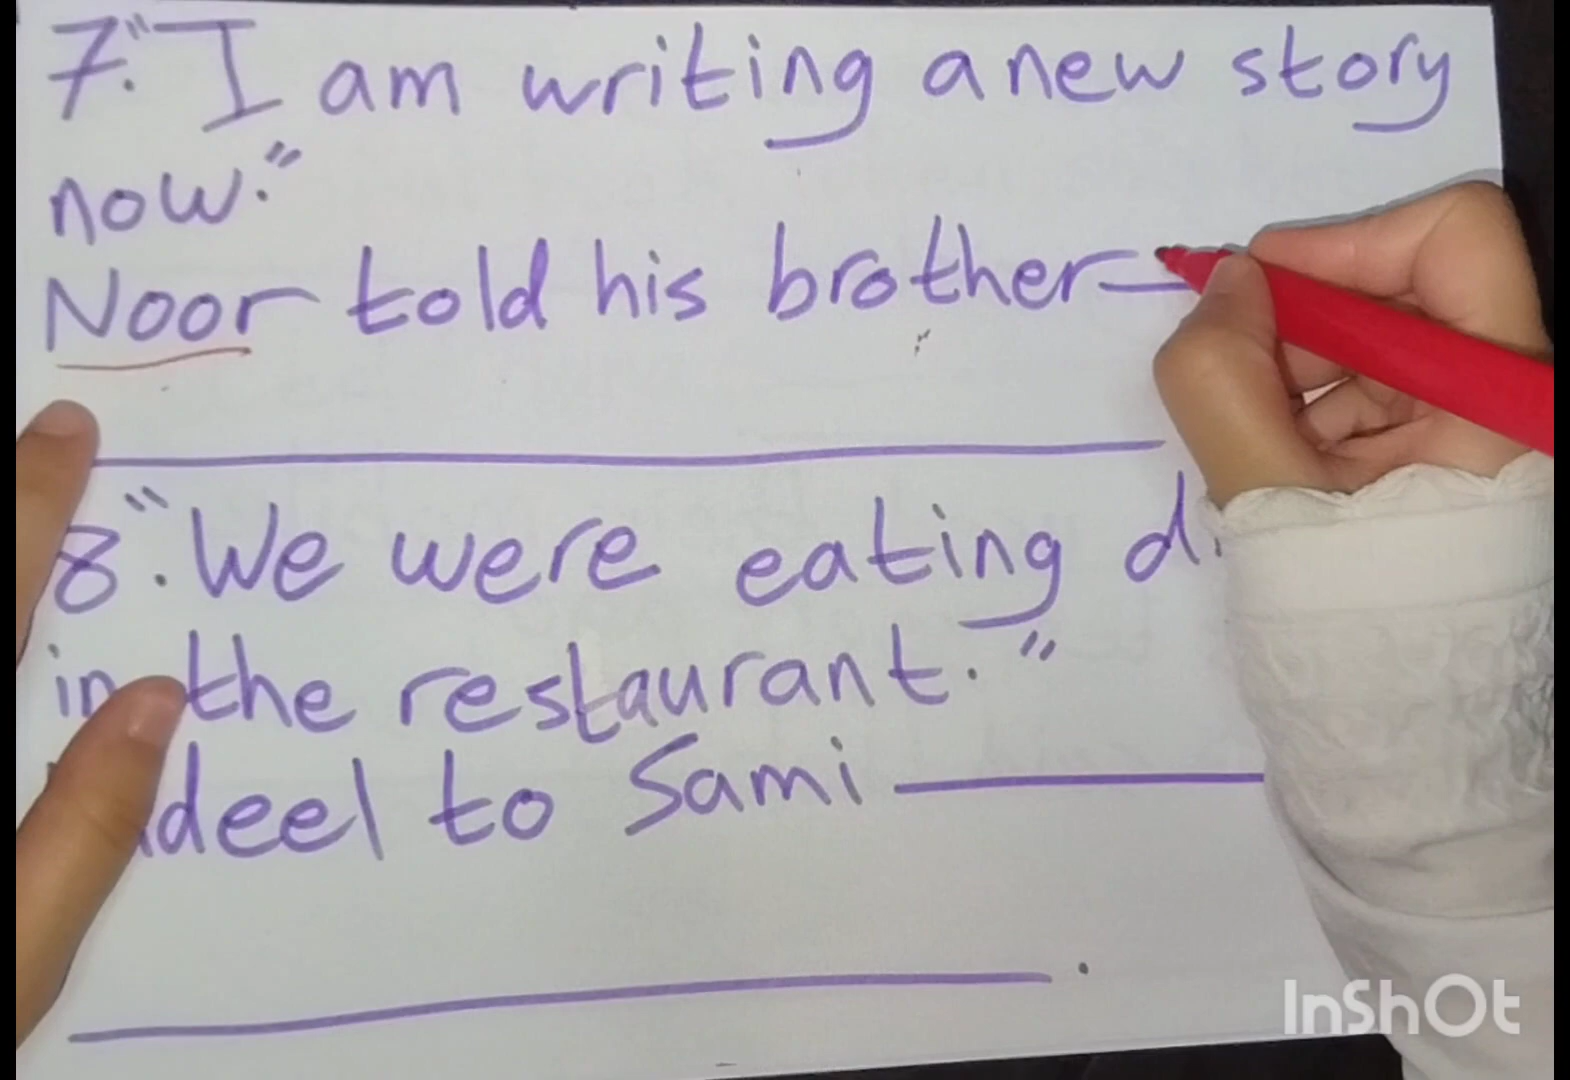 7. "I am writing a new story
now."
Noor told his brother
8. "We were eating
in the restaurant."
to Sami
.
InShOt